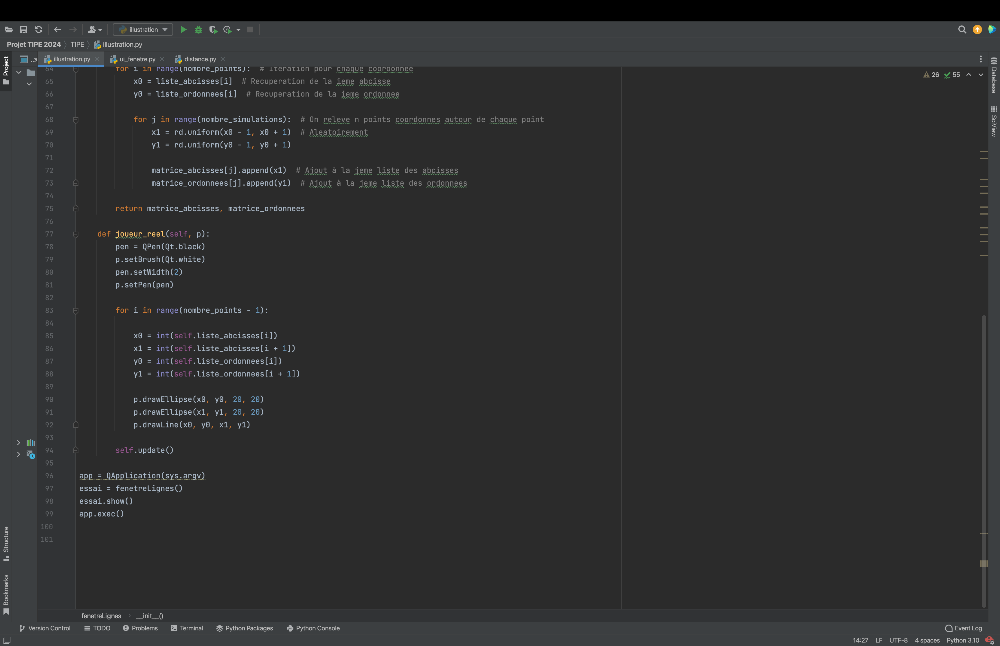 illustration
Projet TIPE 2024 TIPE illustration.py
Project
...
illustration.py ui_fenetre.py distance.py
26 55
Database
SciView
64 for i in range(nombre_points):  # Iteration pour chaque coordonnee
65 x0 = liste_abcisses[i]  # Recuperation de la ieme abcisse
66 y0 = liste_ordonnees[i]  # Recuperation de la ieme ordonnee
67
68 for j in range(nombre_simulations):  # On releve n points coordonnes autour de chaque point
69 x1 = rd.uniform(x0 - 1, x0 + 1)  # Aleatoirement
70 y1 = rd.uniform(y0 - 1, y0 + 1)
71
72 matrice_abcisses[j].append(x1)  # Ajout à la jeme liste des abcisses
73 matrice_ordonnees[j].append(y1)  # Ajout à la jeme liste des ordonnees
74
75 return matrice_abcisses, matrice_ordonnees
76
77 def joueur_reel(self, p):
78 pen = QPen(Qt.black)
79 p.setBrush(Qt.white)
80 pen.setWidth(2)
81 p.setPen(pen)
82
83 for i in range(nombre_points - 1):
84
85 x0 = int(self.liste_abcisses[i])
86 x1 = int(self.liste_abcisses[i + 1])
87 y0 = int(self.liste_ordonnees[i])
88 y1 = int(self.liste_ordonnees[i + 1])
89
90 p.drawEllipse(x0, y0, 20, 20)
91 p.drawEllipse(x1, y1, 20, 20)
92 p.drawLine(x0, y0, x1, y1)
93
94 self.update()
95
96 app = QApplication(sys.argv)
97 essai = fenetreLignes()
98 essai.show()
99 app.exec()
100
101
Structure
Bookmarks
fenetreLignes __init__()
Version Control TODO Problems Terminal Python Packages Python Console Event Log
14:27 LF UTF-8 4 spaces Python 3.10